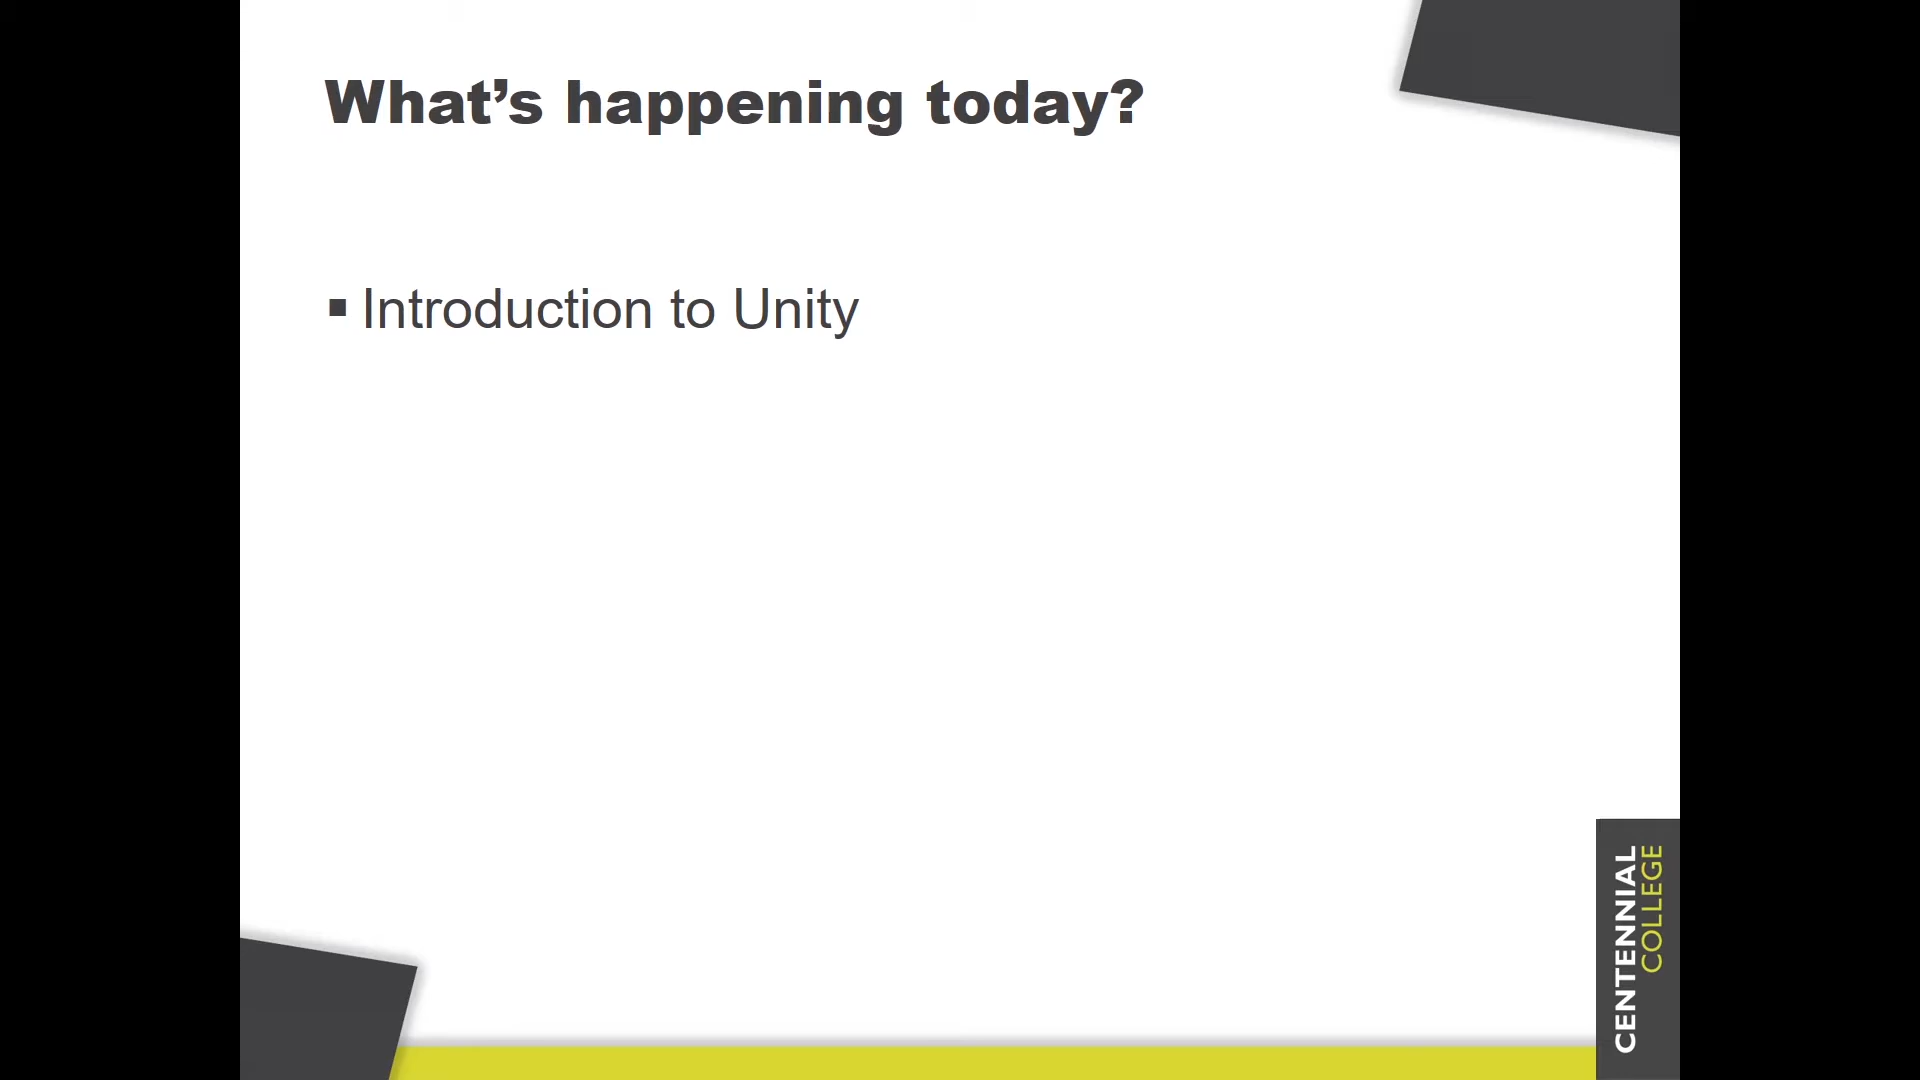 What’s happening today?
▪ Introduction to Unity
CENTENNIAL
COLLEGE